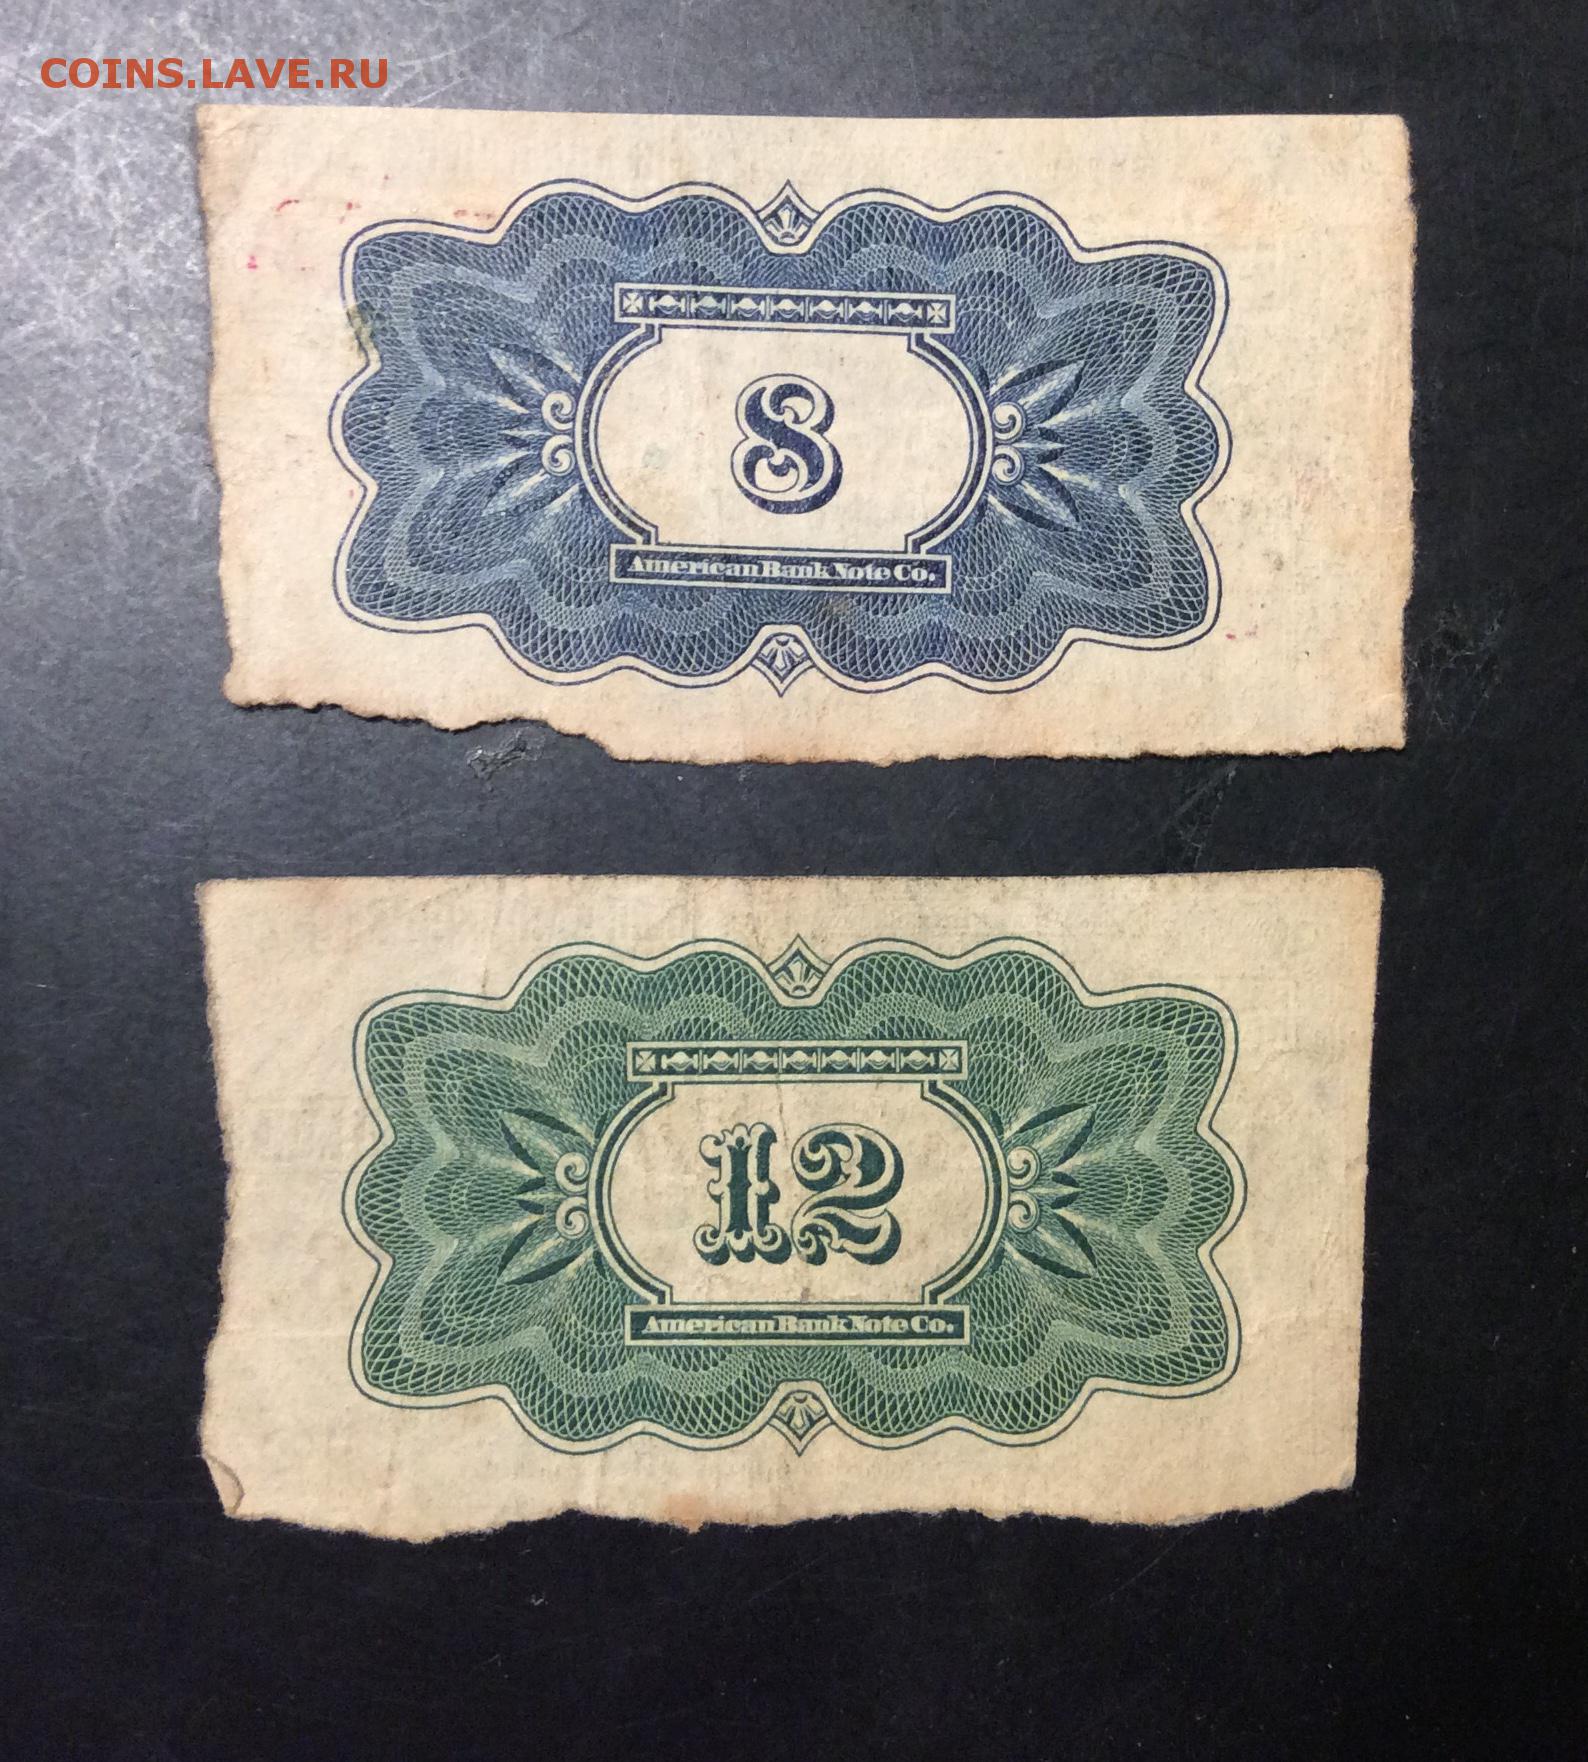 COINS.LAVE.RU
8
American Bank Note Co.
12
American Bank Note Co.